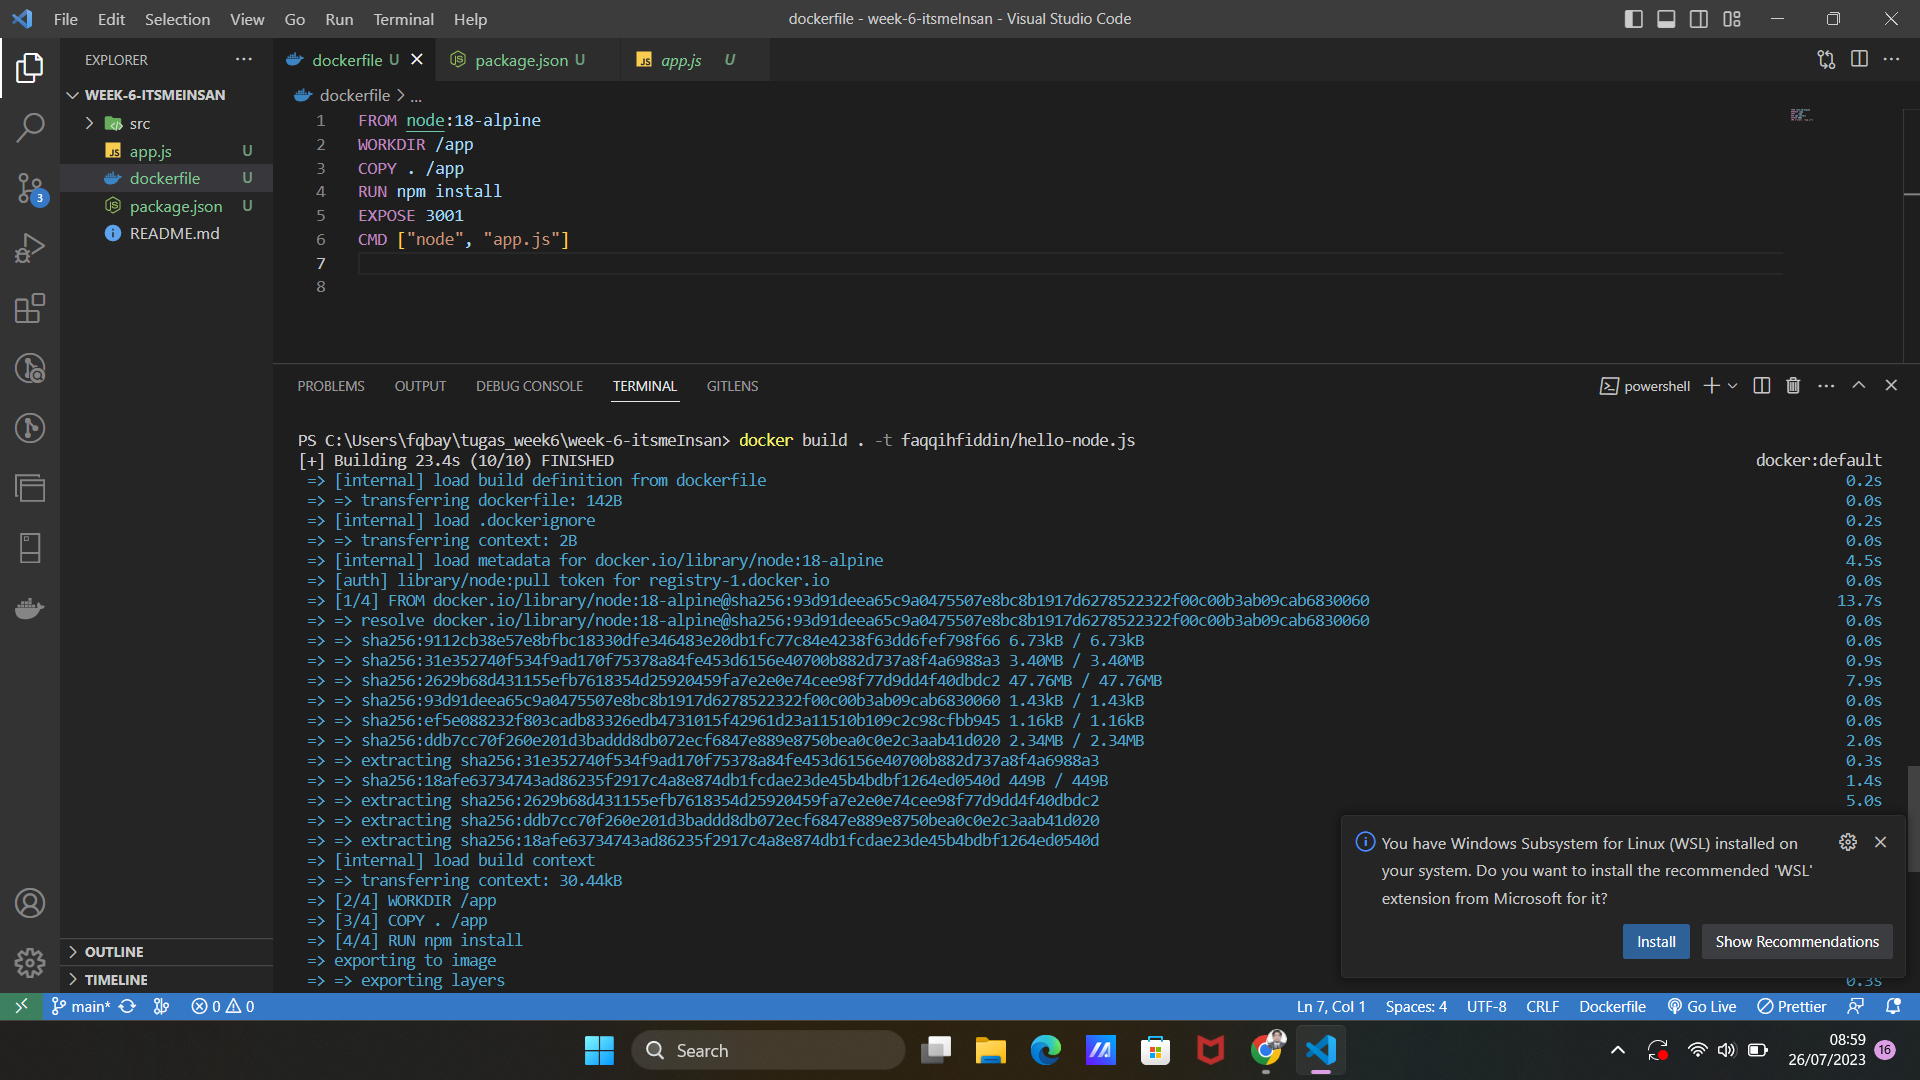 File Edit Selection View Go Run Terminal Help
dockerfile - week-6-itsmeInsan - Visual Studio Code
EXPLORER
WEEK-6-ITSMEINSAN
src
app.js U
dockerfile U
package.json U
README.md
3
OUTLINE
TIMELINE
dockerfile U package.json U app.js U
dockerfile > ...
1 FROM node:18-alpine
2 WORKDIR /app
3 COPY . /app
4 RUN npm install
5 EXPOSE 3001
6 CMD ["node", "app.js"]
7
8
PROBLEMS OUTPUT DEBUG CONSOLE TERMINAL GITLENS
powershell
PS C:\Users\fqbay\tugas_week6\week-6-itsmeInsan> docker build . -t faqqihfiddin/hello-node.js
[+] Building 23.4s (10/10) FINISHED docker:default
=> [internal] load build definition from dockerfile 0.2s
=> => transferring dockerfile: 142B 0.0s
=> [internal] load .dockerignore 0.2s
=> => transferring context: 2B 0.0s
=> [internal] load metadata for docker.io/library/node:18-alpine 4.5s
=> [auth] library/node:pull token for registry-1.docker.io 0.0s
=> [1/4] FROM docker.io/library/node:18-alpine@sha256:93d91deea65c9a0475507e8bc8b1917d6278522322f00c00b3ab09cab6830060 13.7s
=> => resolve docker.io/library/node:18-alpine@sha256:93d91deea65c9a0475507e8bc8b1917d6278522322f00c00b3ab09cab6830060 0.0s
=> => sha256:9112cb38e57e8bfbc18330dfe346483e20db1fc77c84e4238f63dd6fef798f66 6.73kB / 6.73kB 0.0s
=> => sha256:31e352740f534f9ad170f75378a84fe453d6156e40700b882d737a8f4a6988a3 3.40MB / 3.40MB 0.9s
=> => sha256:2629b68d431155efb7618354d25920459fa7e2e0e74cee98f77d9dd4f40dbdc2 47.76MB / 47.76MB 7.9s
=> => sha256:93d91deea65c9a0475507e8bc8b1917d6278522322f00c00b3ab09cab6830060 1.43kB / 1.43kB 0.0s
=> => sha256:ef5e088232f803cadb83326edb4731015f42961d23a11510b109c2c98cfbb945 1.16kB / 1.16kB 0.0s
=> => sha256:ddb7cc70f260e201d3baddd8db072ecf6847e889e8750bea0c0e2c3aab41d020 2.34MB / 2.34MB 2.0s
=> => extracting sha256:31e352740f534f9ad170f75378a84fe453d6156e40700b882d737a8f4a6988a3 0.3s
=> => sha256:18afe63734743ad86235f2917c4a8e874db1fcdae23de45b4bdbf1264ed0540d 449B / 449B 1.4s
=> => extracting sha256:2629b68d431155efb7618354d25920459fa7e2e0e74cee98f77d9dd4f40dbdc2 5.0s
=> => extracting sha256:ddb7cc70f260e201d3baddd8db072ecf6847e889e8750bea0c0e2c3aab41d020
=> => extracting sha256:18afe63734743ad86235f2917c4a8e874db1fcdae23de45b4bdbf1264ed0540d
=> [internal] load build context
=> => transferring context: 30.44kB
=> [2/4] WORKDIR /app
=> [3/4] COPY . /app
=> [4/4] RUN npm install
=> exporting to image
=> => exporting layers 0.3s
You have Windows Subsystem for Linux (WSL) installed on
your system. Do you want to install the recommended 'WSL'
extension from Microsoft for it?
Install Show Recommendations
main* 0 0 Ln 7, Col 1 Spaces: 4 UTF-8 CRLF Dockerfile Go Live Prettier
Search
08:59
26/07/2023 16